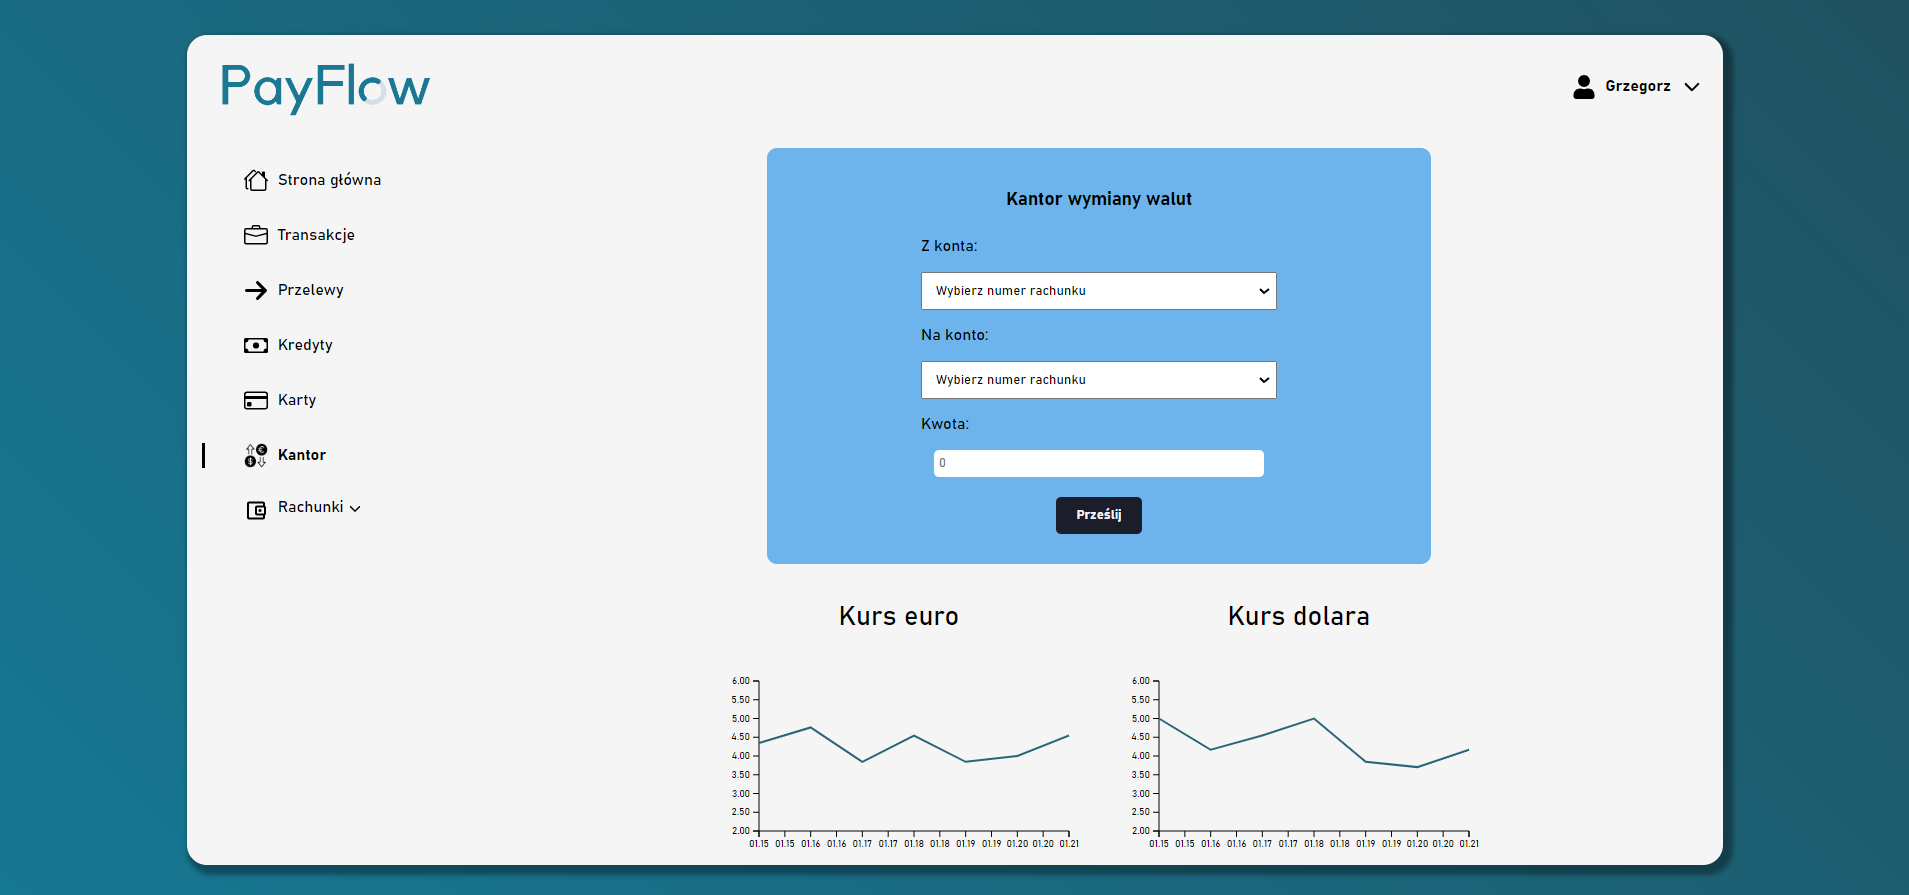 PayFlow
Grzegorz
Strona główna
Transakcje
Przelewy
Kredyty
Karty
Kantor
Rachunki
Kantor wymiany walut
Z konta:
Wybierz numer rachunku
Na konto:
Wybierz numer rachunku
Kwota:
0
Prześlij
Kurs euro
6.00
5.50
5.00
4.50
4.00
3.50
3.00
2.50
2.00
01.15 01.15 01.16 01.16 01.17 01.17 01.18 01.18 01.19 01.19 01.20 01.20 01.21
Kurs dolara
6.00
5.50
5.00
4.50
4.00
3.50
3.00
2.50
2.00
01.15 01.15 01.16 01.16 01.17 01.17 01.18 01.18 01.19 01.19 01.20 01.20 01.21